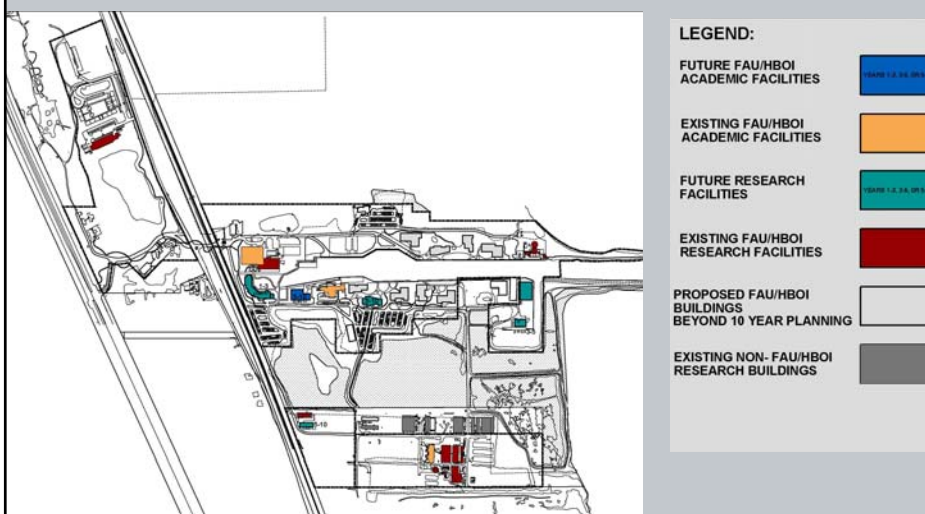 LEGEND:
FUTURE FAU/HBOI
ACADEMIC FACILITIES
EXISTING FAU/HBOI
ACADEMIC FACILITIES
FUTURE RESEARCH
FACILITIES
EXISTING FAU/HBOI
RESEARCH FACILITIES
PROPOSED FAU/HBOI
BUILDINGS
BEYOND 10 YEAR PLANNING
EXISTING NON- FAU/HBOI
RESEARCH BUILDINGS